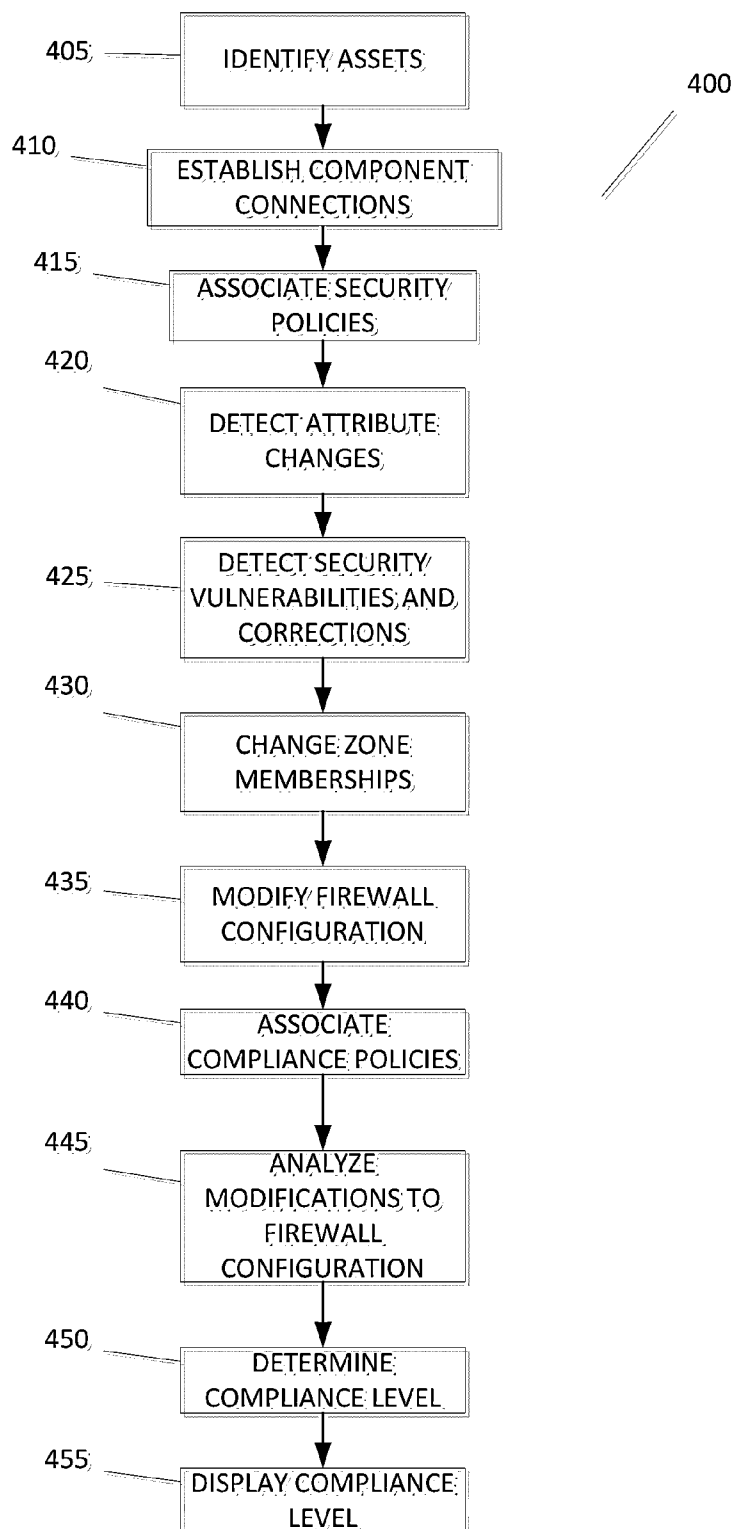 405
IDENTIFY ASSETS
400
410
ESTABLISH COMPONENT
CONNECTIONS
415
ASSOCIATE SECURITY
POLICIES
420
DETECT ATTRIBUTE
CHANGES
425
DETECT SECURITY
VULNERABILITIES AND
CORRECTIONS
430
CHANGE ZONE
MEMBERSHIPS
435
MODIFY FIREWALL
CONFIGURATION
440
ASSOCIATE
COMPLIANCE POLICIES
445
ANALYZE
MODIFICATIONS TO
FIREWALL
CONFIGURATION
450
DETERMINE
COMPLIANCE LEVEL
455
DISPLAY COMPLIANCE
LEVEL